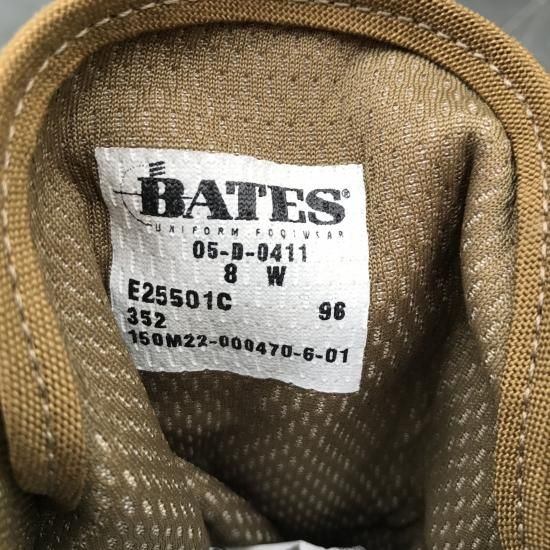 BATES®
UNIFORM FOOTWEAR
05-D-0411
8 W
E25501C 96
352
150M22-000470-6-01